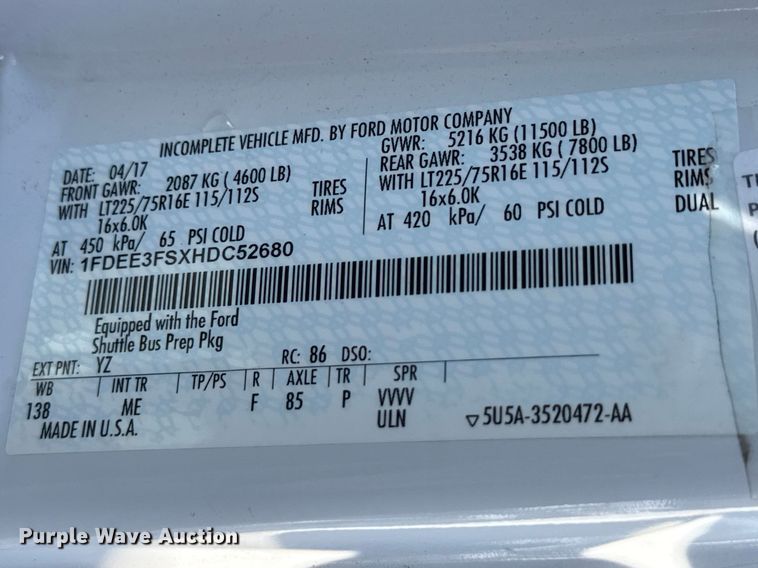 INCOMPLETE VEHICLE MFD. BY FORD MOTOR COMPANY
DATE: 04/17
FRONT GAWR: 2087 KG ( 4600 LB)
WITH LT225/75R16E 115/112S TIRES
16x6.0K RIMS
AT 450 kPa/ 65 PSI COLD
GVWR: 5216 KG (11500 LB)
REAR GAWR: 3538 KG ( 7800 LB)
WITH LT225/75R16E 115/112S TIRES
16x6.0K RIMS
AT 420 kPa/ 60 PSI COLD DUAL
VIN: 1FDEE3FSXHDC52680
Equipped with the Ford
Shuttle Bus Prep Pkg
EXT PNT: YZ RC: 86 DSO:
WB INT TR TP/PS R AXLE TR SPR
138 ME F 85 P VVVV
ULN
MADE IN U.S.A. ▽5U5A-3520472-AA
Purple Wave Auction